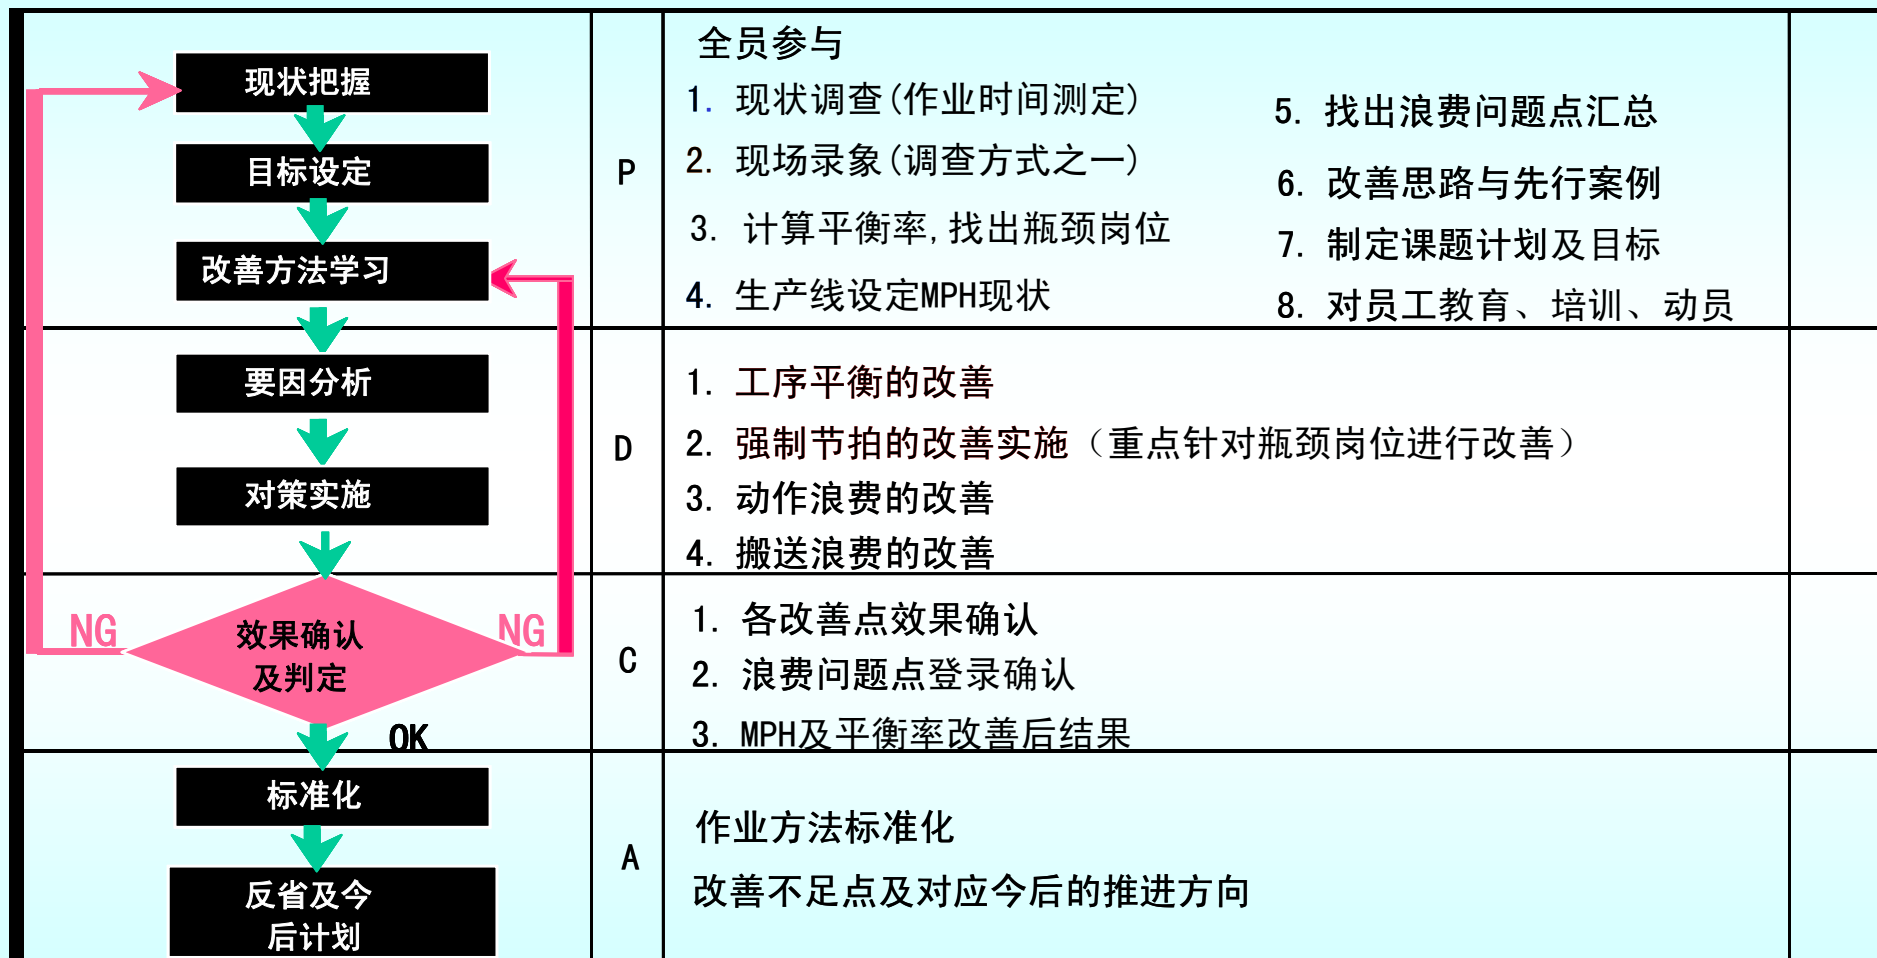 现状把握
目标设定
改善方法学习
P
全员参与
1. 现状调查(作业时间测定)
2. 现场录象(调查方式之一)
3. 计算平衡率,找出瓶颈岗位
4. 生产线设定MPH现状
5. 找出浪费问题点汇总
6. 改善思路与先行案例
7. 制定课题计划及目标
8. 对员工教育、培训、动员
要因分析
对策实施
D
1. 工序平衡的改善
2. 强制节拍的改善实施（重点针对瓶颈岗位进行改善）
3. 动作浪费的改善
4. 搬送浪费的改善
NG
效果确认
及判定
NG
OK
C
1. 各改善点效果确认
2. 浪费问题点登录确认
3. MPH及平衡率改善后结果
标准化
反省及今
后计划
A
作业方法标准化
改善不足点及对应今后的推进方向